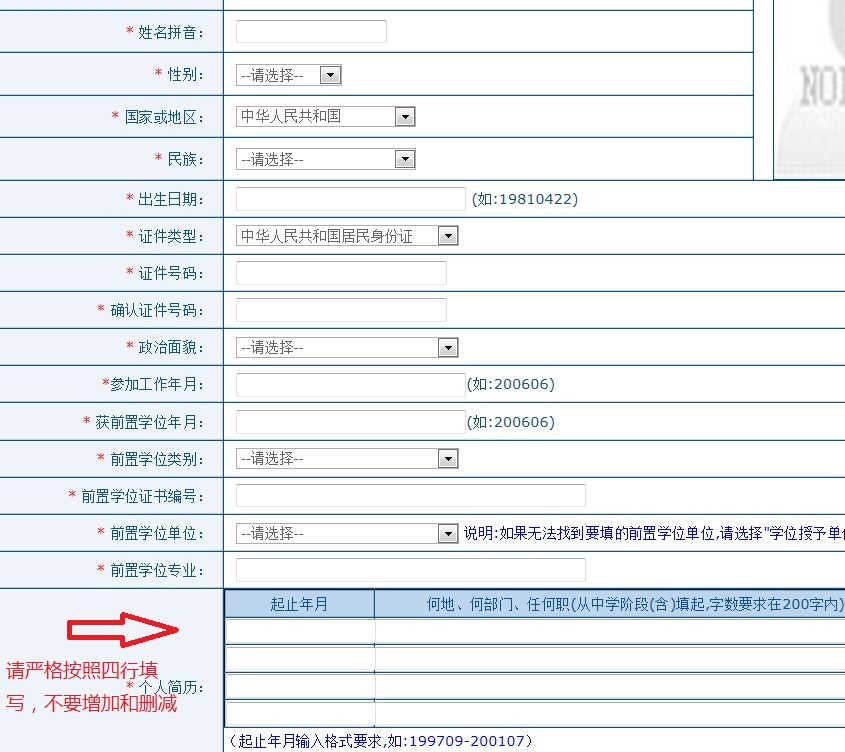 * 姓名拼音：
* 性别： --请选择--
* 国家或地区： 中华人民共和国
* 民族： --请选择--
* 出生日期： (如:19810422)
* 证件类型： 中华人民共和国居民身份证
* 证件号码：
* 确认证件号码：
* 政治面貌： --请选择--
*参加工作年月： (如:200606)
* 获前置学位年月： (如:200606)
* 前置学位类别： --请选择--
* 前置学位证书编号：
* 前置学位单位： --请选择-- 说明:如果无法找到要填的前置学位单位,请选择"学位授予单
* 前置学位专业：
起止年月 何地、何部门、任何职(从中学阶段(含)填起,字数要求在200字内)
请严格按照四行填
* 个人简历：
写，不要增加和删减
（起止年月输入格式要求,如:199709-200107）